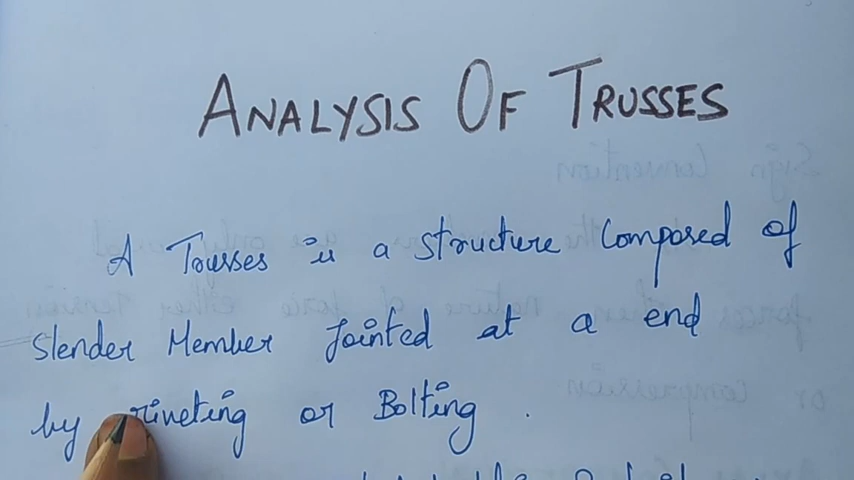 ANALYSIS OF TRUSSES
A Trusses is a structure Composed of
Slender Member Jointed at a end
by riveting or Bolting .